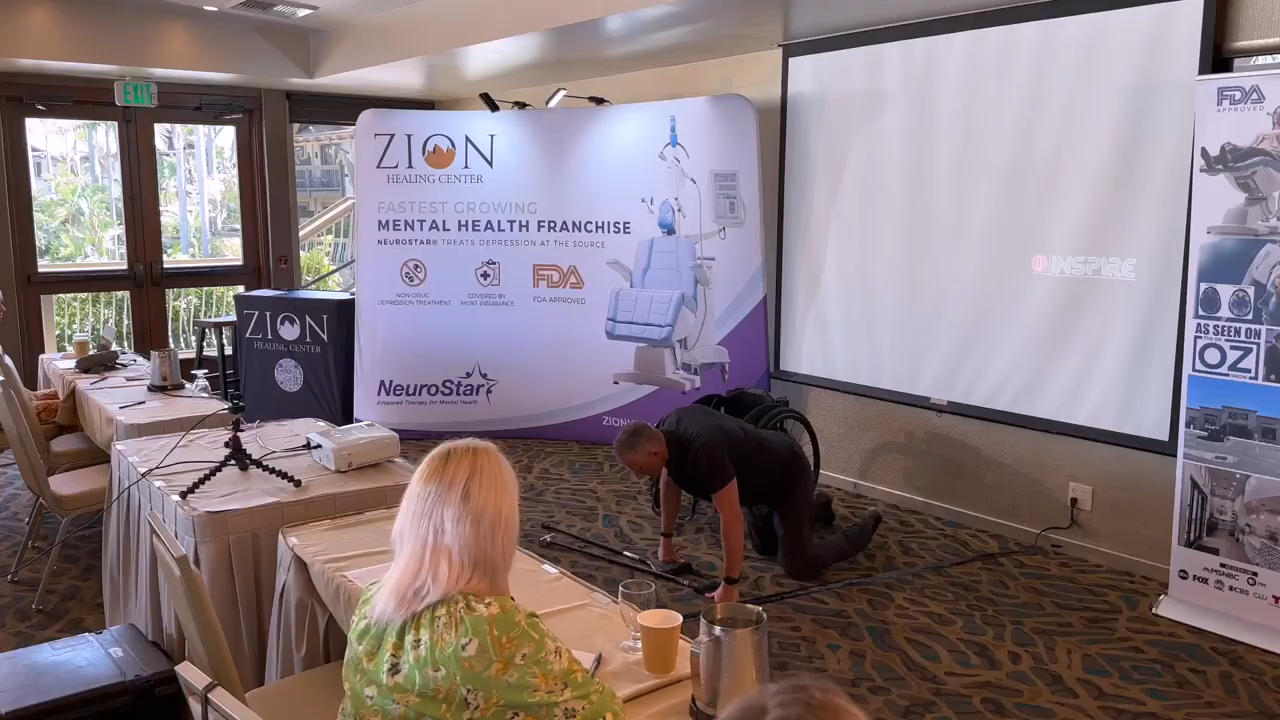 EXIT
ZION
HEALING CENTER
FASTEST GROWING
MENTAL HEALTH FRANCHISE
NEUROSTAR® TREATS DEPRESSION AT THE SOURCE
NON-DRUG
DEPRESSION TREATMENT
COVERED BY
MOST INSURANCE
FDA
FDA APPROVED
NeuroStar
Advanced Therapy for Mental Health
ZION
HEALING CENTER
INSPIRE
FDA
APPROVED
AS SEEN ON
THE DR
OZ
SHOW
MSNBC
FOX
NBC
CBS
CW